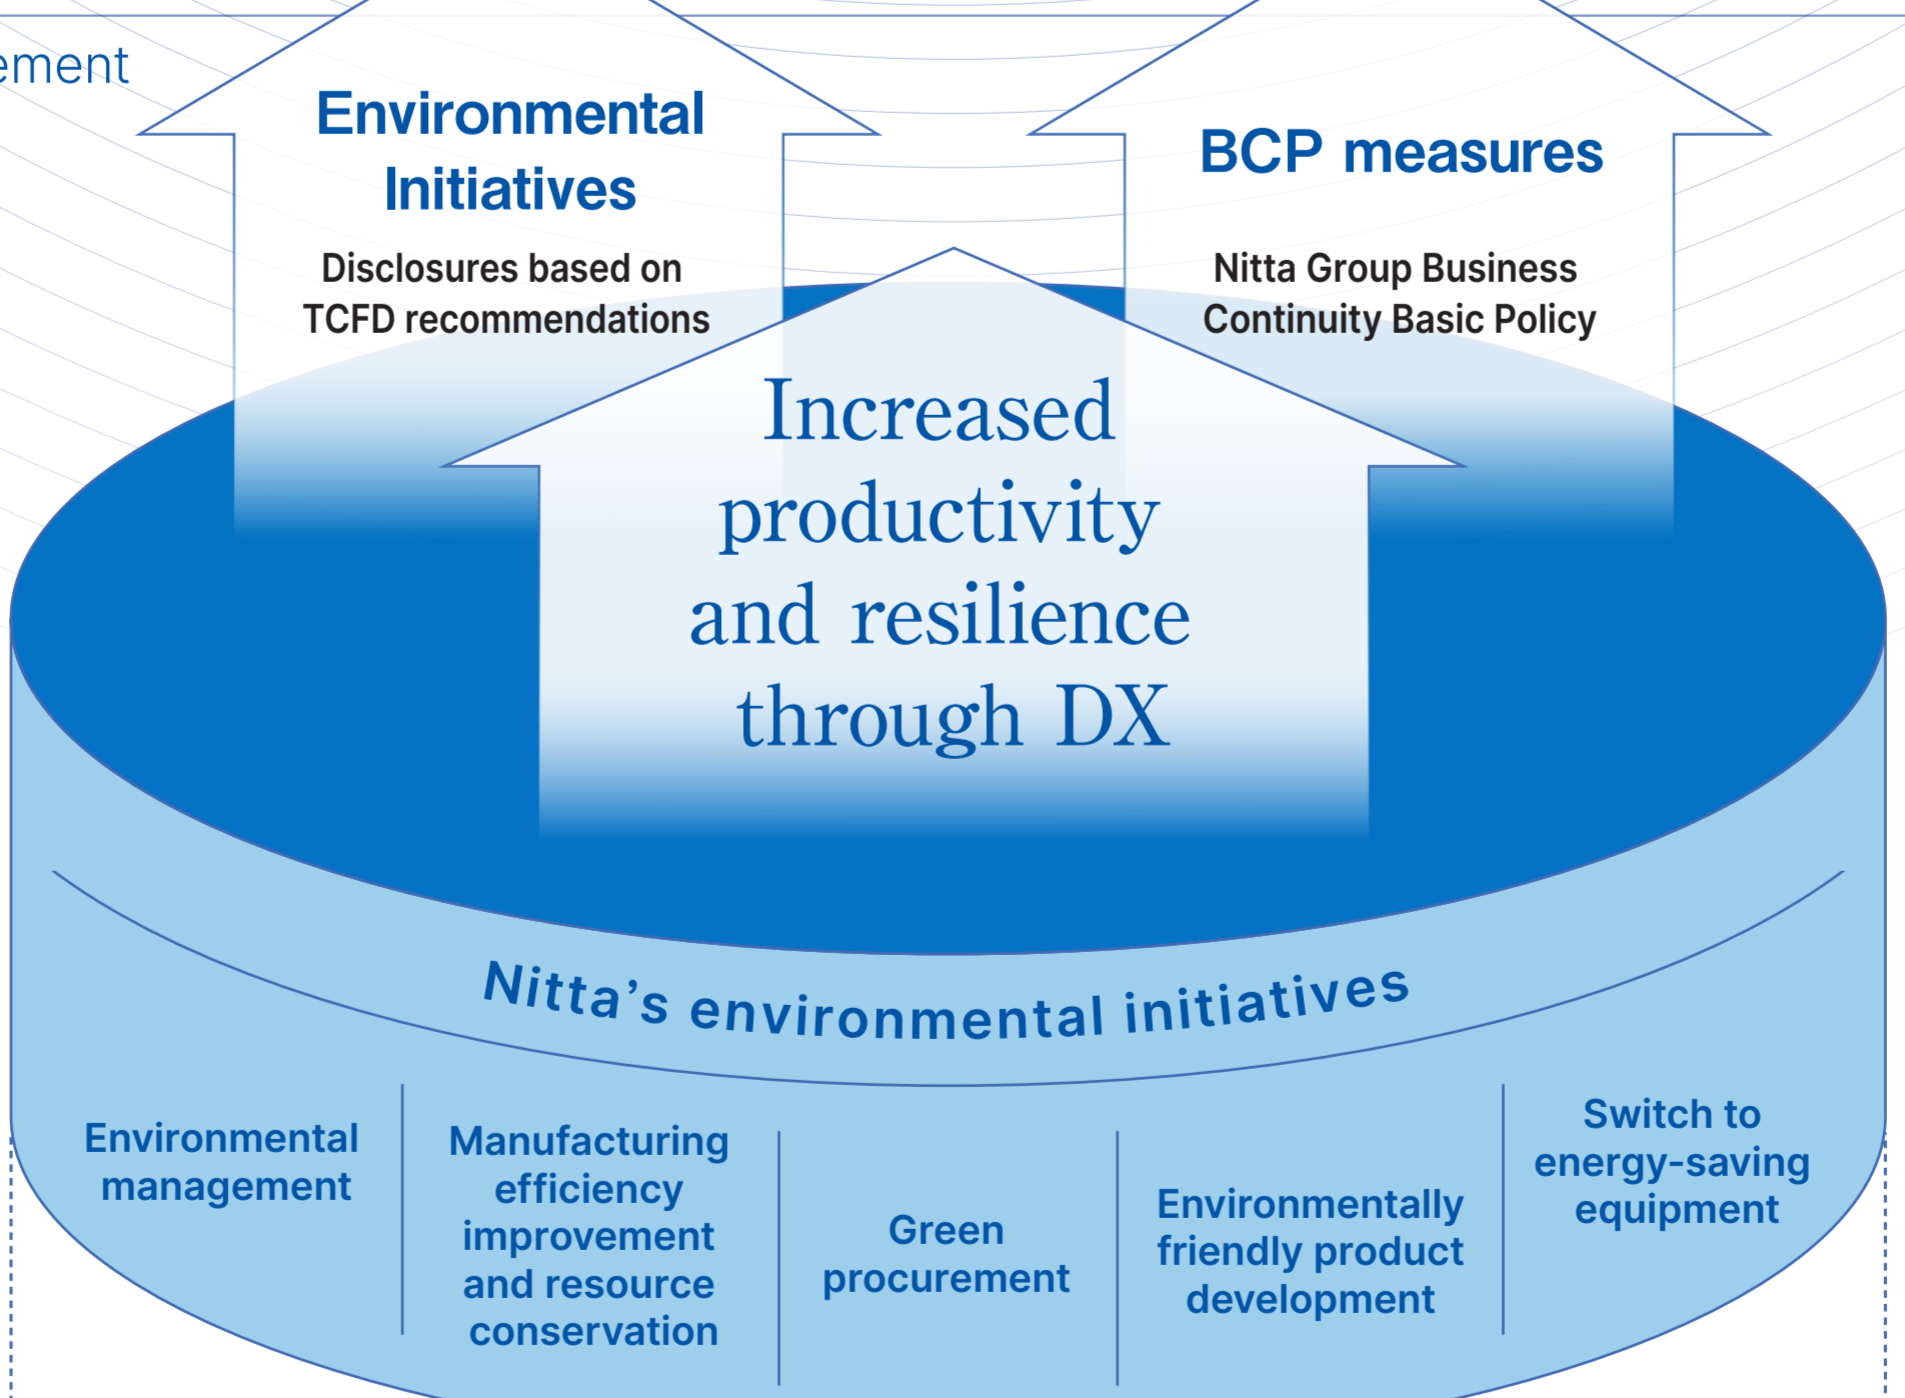 Environmental
Initiatives
Disclosures based on
TCFD recommendations
BCP measures
Nitta Group Business
Continuity Basic Policy
Increased
productivity
and resilience
through DX
Nitta’s environmental initiatives
Environmental
management
Manufacturing
efficiency
improvement
and resource
conservation
Green
procurement
Environmentally
friendly product
development
Switch to
energy-saving
equipment